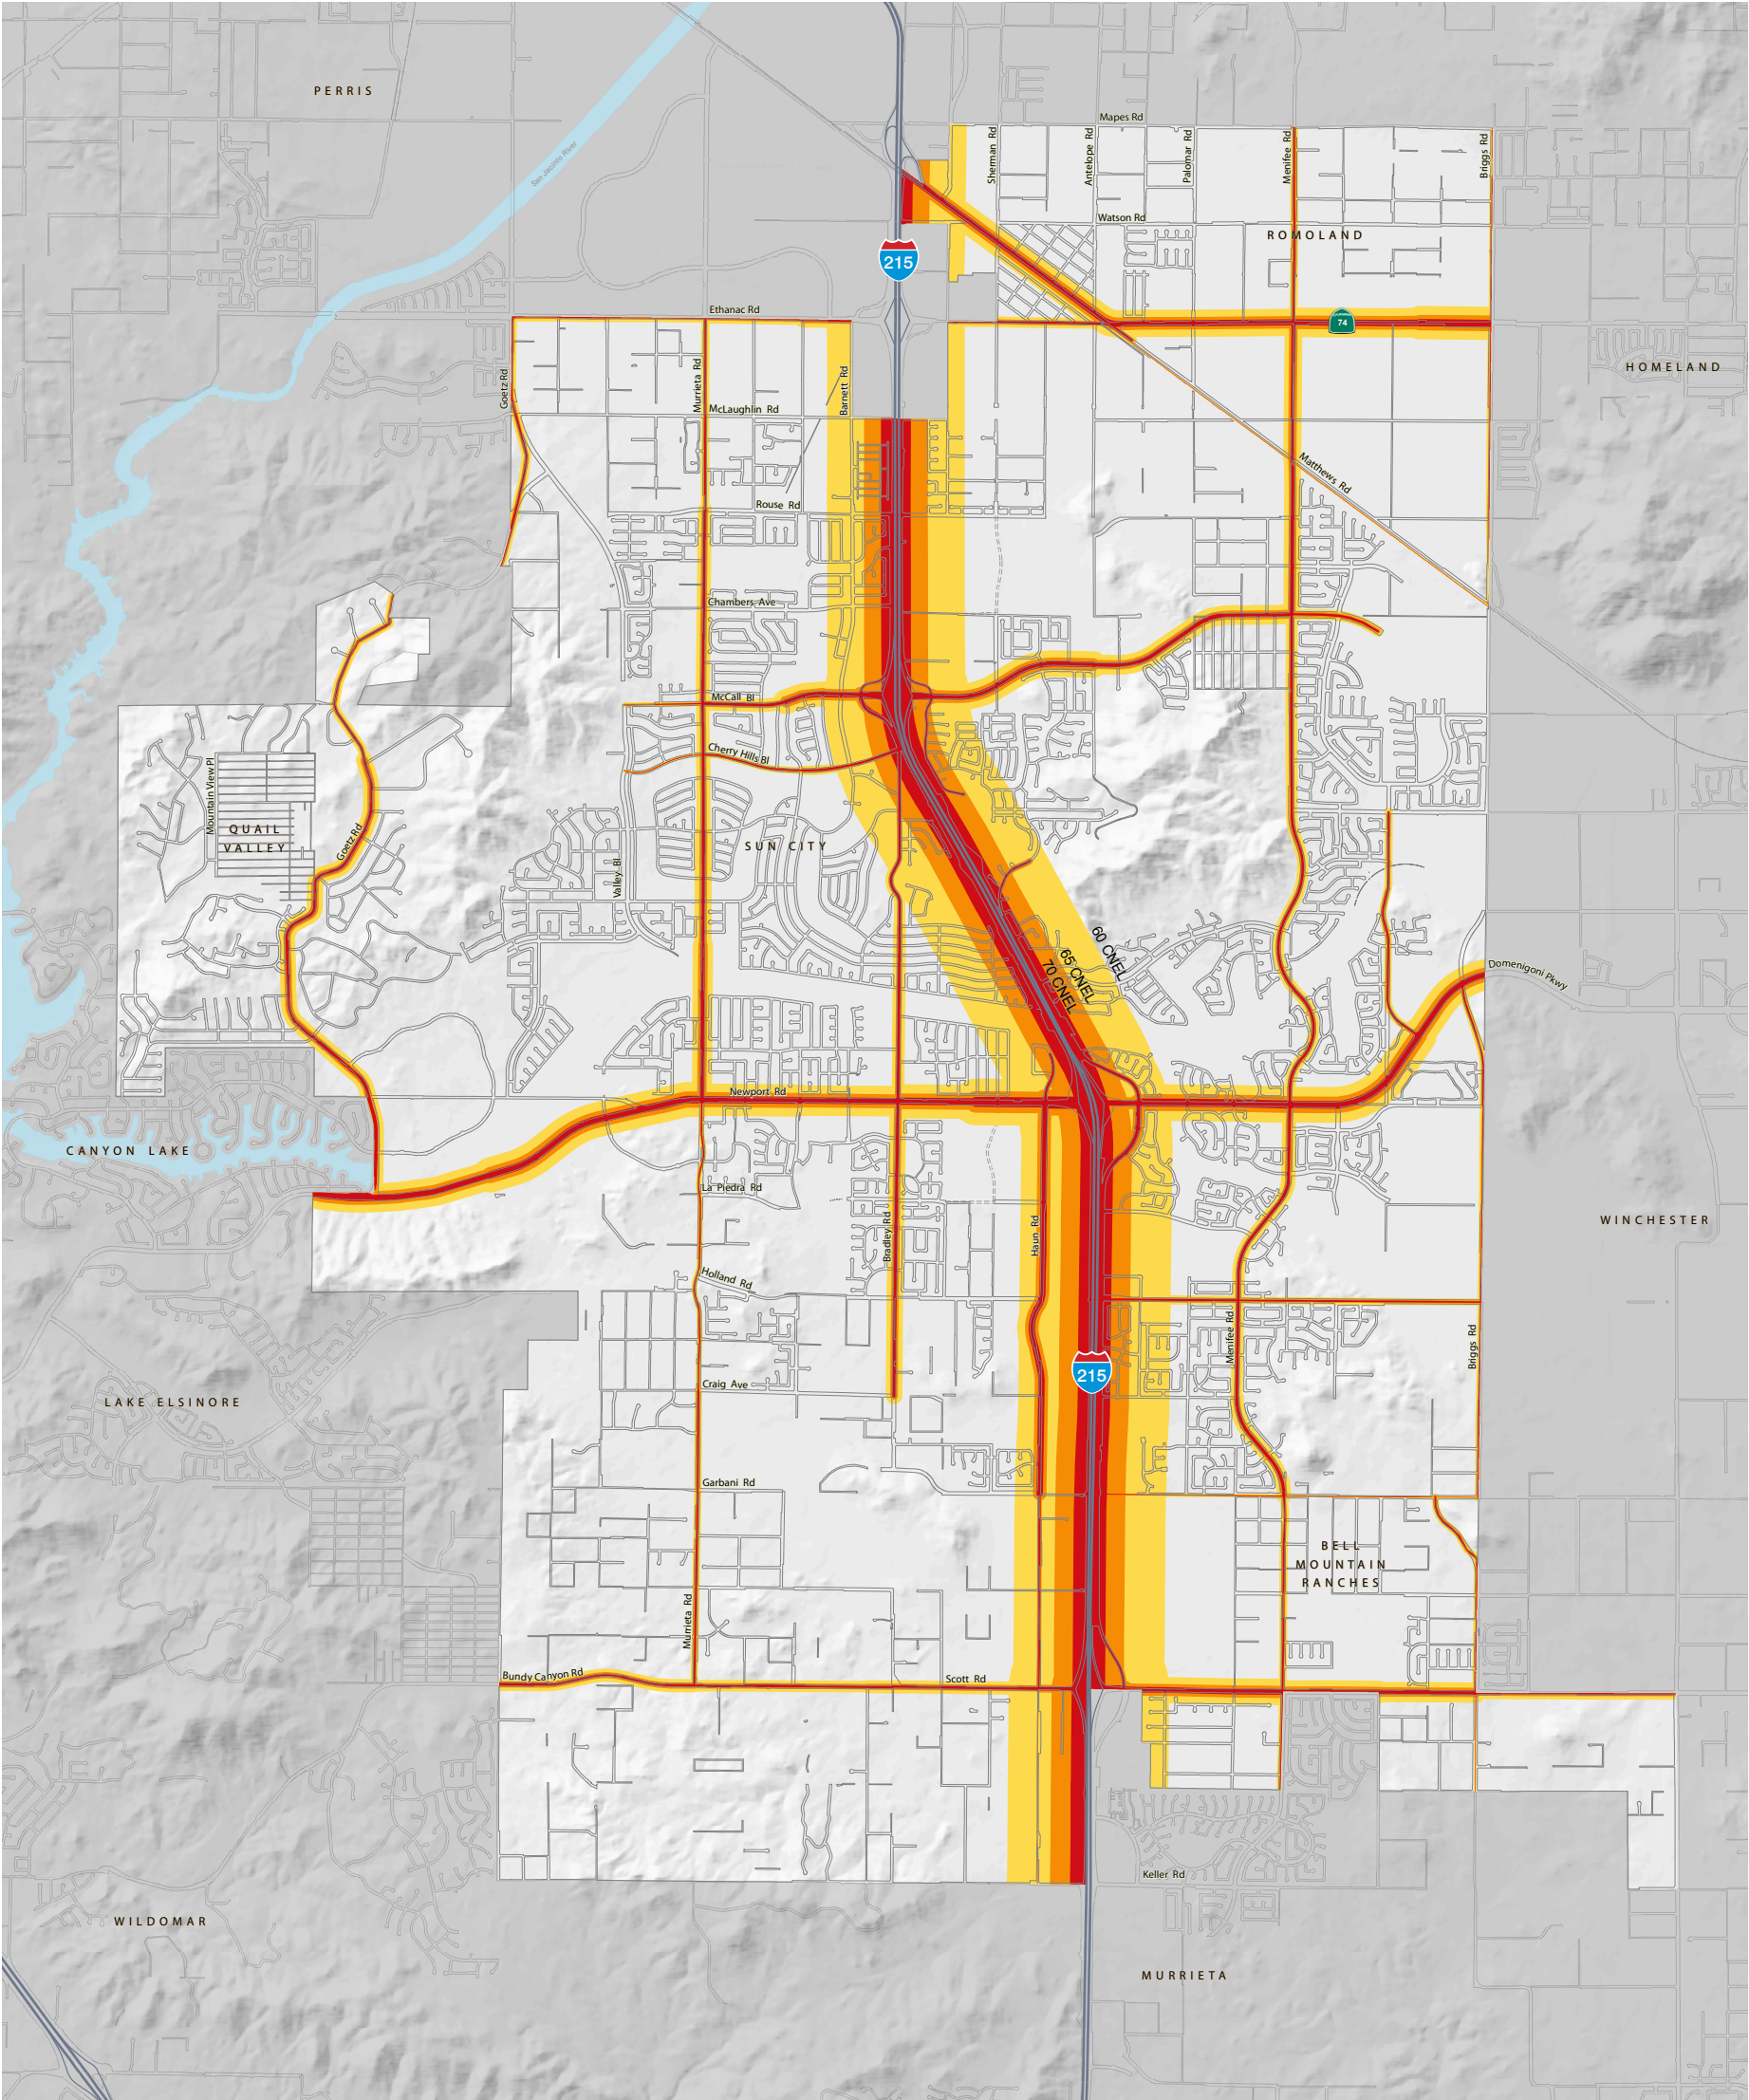 PERRIS
San Jacinto River
Mapes Rd
Sherman Rd
Antelope Rd
Palomar Rd
Menifee Rd
Briggs Rd
Watson Rd
ROMOLAND
215
Ethanac Rd
74
HOMELAND
Goetz Rd
Murrieta Rd
Barnett Rd
McLaughlin Rd
Matthews Rd
Rouse Rd
Chambers Ave
McCall Bl
Cherry Hills Bl
Mountain View Pl
QUAIL
VALLEY
Goetz Rd
SUN CITY
Valley Bl
60 CNEL
65 CNEL
70 CNEL
Domenigoni Pkwy
Newport Rd
CANYON LAKE
La Piedra Rd
Bradley Rd
Haun Rd
WINCHESTER
Holland Rd
Menifee Rd
Briggs Rd
215
Craig Ave
LAKE ELSINORE
Garbani Rd
BELL
MOUNTAIN
RANCHES
Murrieta Rd
Bundy Canyon Rd
Scott Rd
Keller Rd
WILDOMAR
MURRIETA